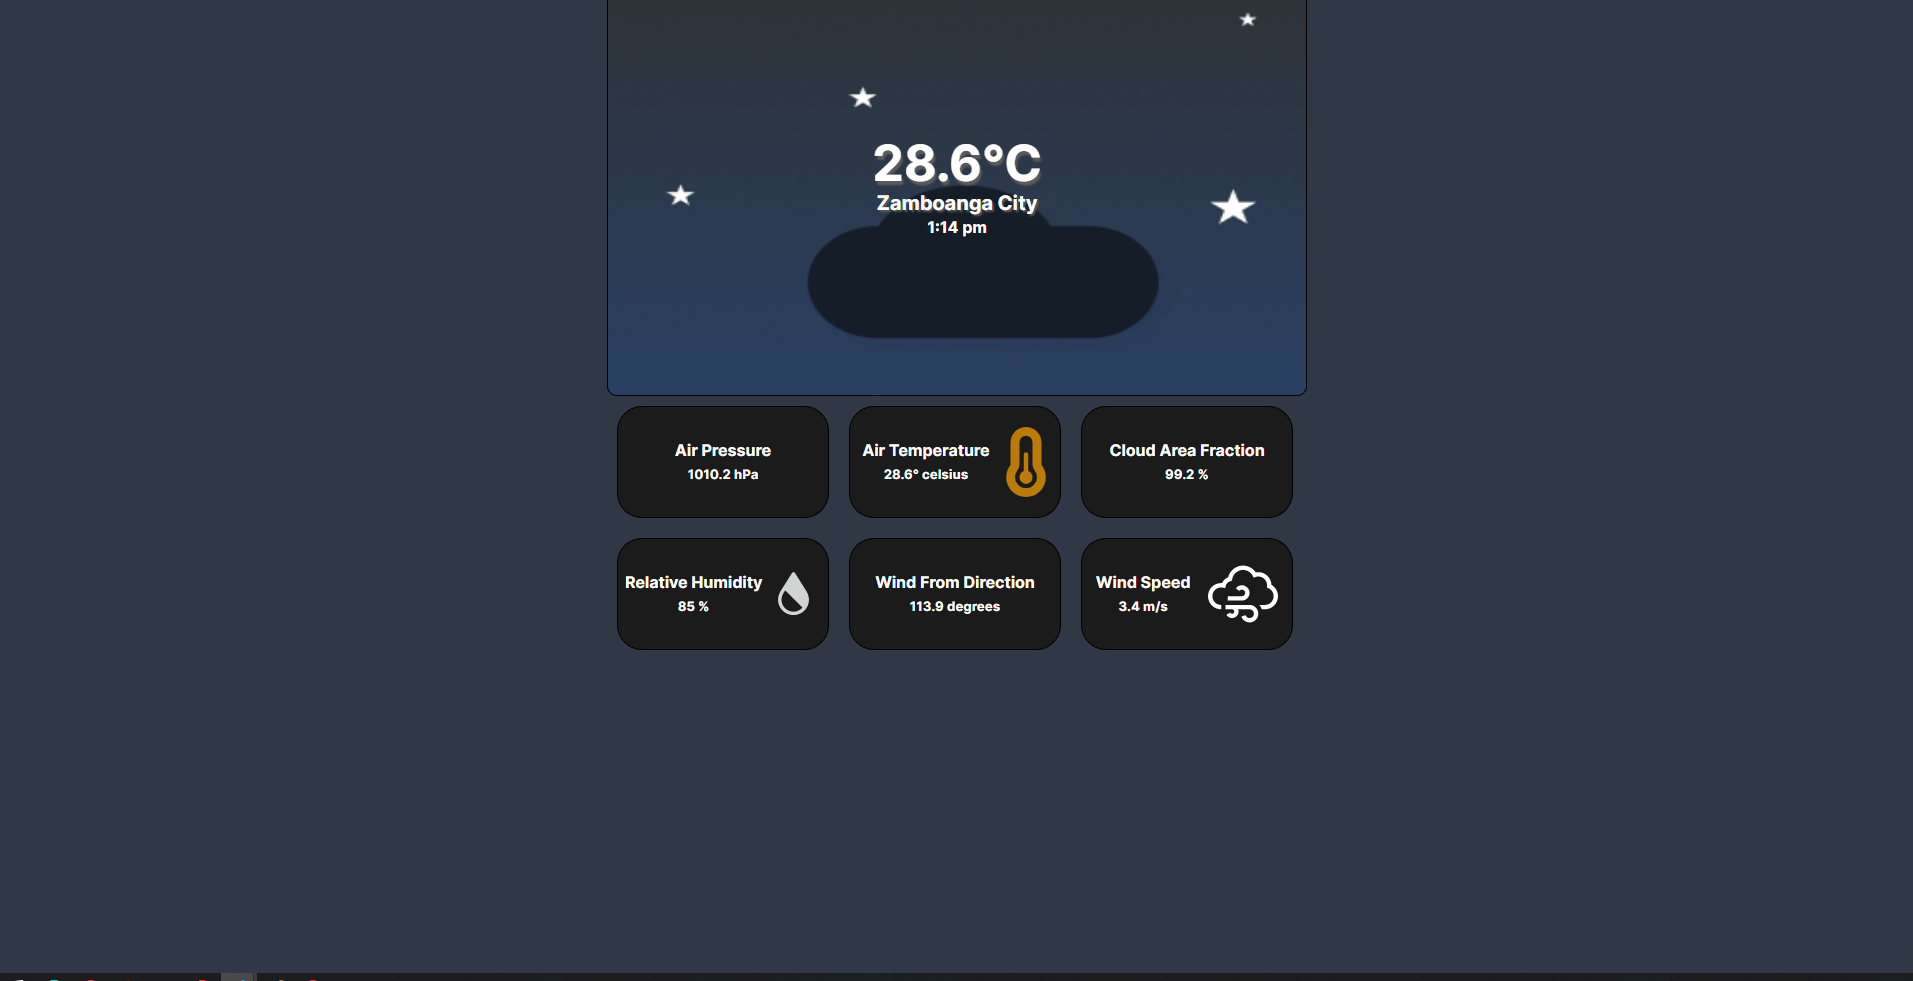 28.6°C
Zamboanga City
1:14 pm
Air Pressure
1010.2 hPa
Air Temperature
28.6° celsius
Cloud Area Fraction
99.2 %
Relative Humidity
85 %
Wind From Direction
113.9 degrees
Wind Speed
3.4 m/s